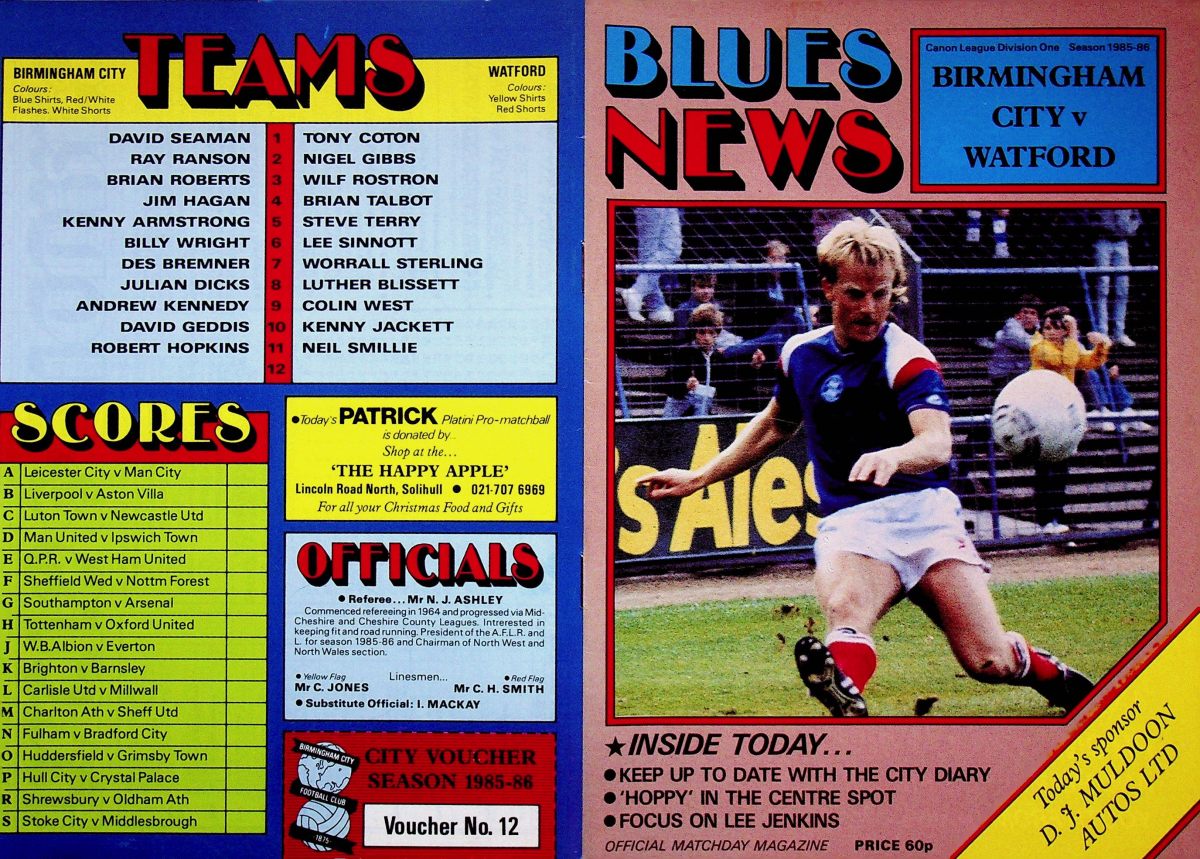 TEAMS
BIRMINGHAM CITY
Colours:
Blue Shirts, Red/White
Flashes. White Shorts
WATFORD
Colours:
Yellow Shirts
Red Shorts
DAVID SEAMAN 1 TONY COTON
RAY RANSON 2 NIGEL GIBBS
BRIAN ROBERTS 3 WILF ROSTRON
JIM HAGAN 4 BRIAN TALBOT
KENNY ARMSTRONG 5 STEVE TERRY
BILLY WRIGHT 6 LEE SINNOTT
DES BREMNER 7 WORRALL STERLING
JULIAN DICKS 8 LUTHER BLISSETT
ANDREW KENNEDY 9 COLIN WEST
DAVID GEDDIS 10 KENNY JACKETT
ROBERT HOPKINS 11 NEIL SMILLIE
12
SCORES
A Leicester City v Man City
B Liverpool v Aston Villa
C Luton Town v Newcastle Utd
D Man United v Ipswich Town
E Q.P.R. v West Ham United
F Sheffield Wed v Nottm Forest
G Southampton v Arsenal
H Tottenham v Oxford United
J W.B.Albion v Everton
K Brighton v Barnsley
L Carlisle Utd v Millwall
M Charlton Ath v Sheff Utd
N Fulham v Bradford City
O Huddersfield v Grimsby Town
P Hull City v Crystal Palace
R Shrewsbury v Oldham Ath
S Stoke City v Middlesbrough
●Today's PATRICK Platini Pro-matchball
is donated by...
Shop at the...
'THE HAPPY APPLE'
Lincoln Road North, Solihull ● 021-707 6969
For all your Christmas Food and Gifts
OFFICIALS
● Referee... Mr N. J. ASHLEY
Commenced refereeing in 1964 and progressed via Mid-
Cheshire and Cheshire County Leagues. Intrerested in
keeping fit and road running. President of the A.F.L.R. and
L. for season 1985-86 and Chairman of North West and
North Wales section.
● Yellow Flag Linesmen... ● Red Flag
Mr C. JONES Mr C. H. SMITH
● Substitute Official: I. MACKAY
BIRMINGHAM CITY
FOOTBALL CLUB
1875
CITY VOUCHER
SEASON 1985-86
Voucher No. 12
BLUES
NEWS
Canon League Division One Season 1985-86
BIRMINGHAM
CITY v
WATFORD
's Ales
★INSIDE TODAY...
●KEEP UP TO DATE WITH THE CITY DIARY
●'HOPPY' IN THE CENTRE SPOT
●FOCUS ON LEE JENKINS
OFFICIAL MATCHDAY MAGAZINE PRICE 60p
Today's sponsor
D. J. MULDOON
AUTOS LTD